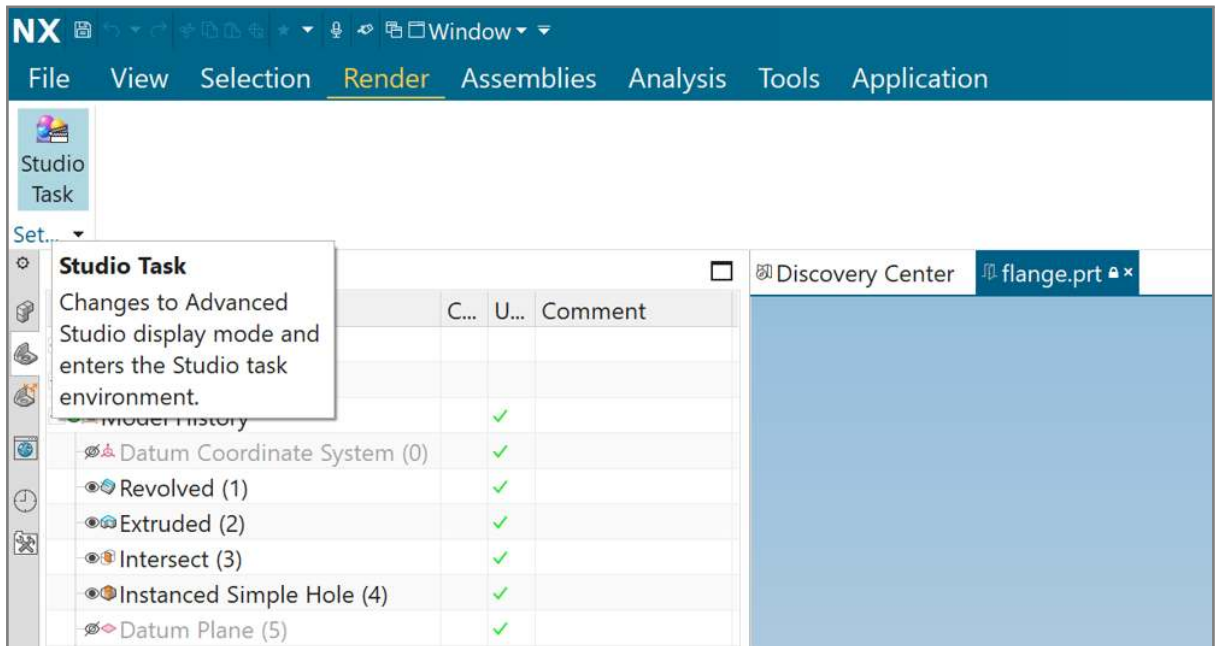 NX Window
File View Selection Render Assemblies Analysis Tools Application
Studio
Task
Set...
Studio Task
Changes to Advanced
Studio display mode and
enters the Studio task
environment.
C... U... Comment
Discovery Center flange.prt
Model History
Datum Coordinate System (0)
Revolved (1)
Extruded (2)
Intersect (3)
Instanced Simple Hole (4)
Datum Plane (5)